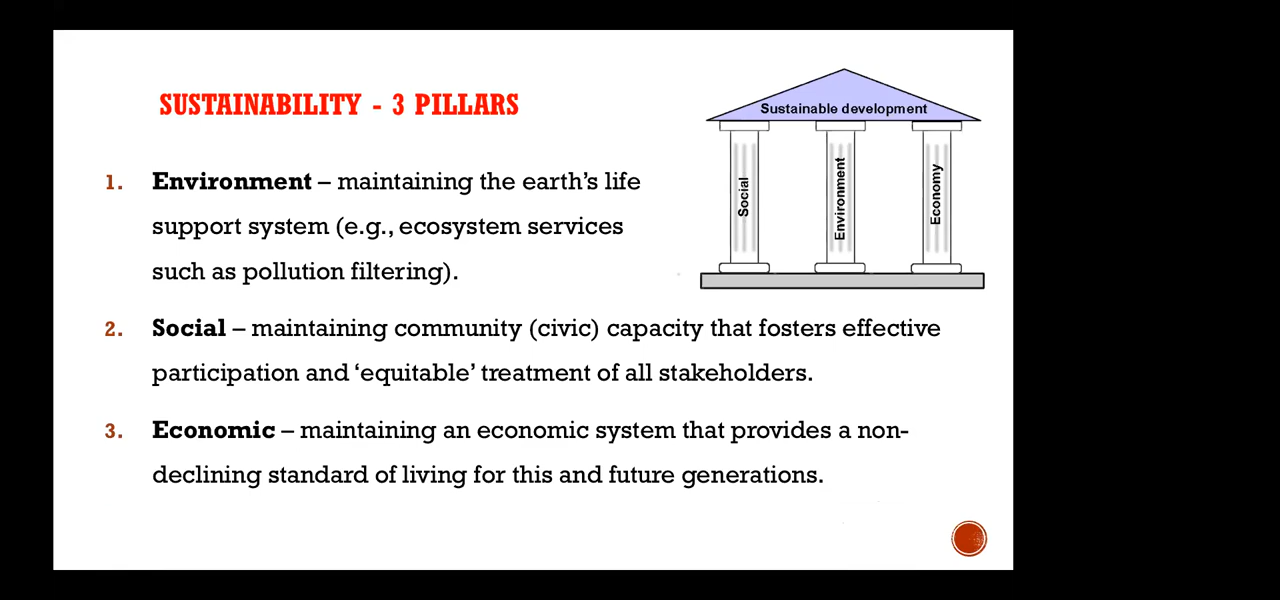 SUSTAINABILITY - 3 PILLARS
1. Environment – maintaining the earth’s life
support system (e.g., ecosystem services
such as pollution filtering).
2. Social – maintaining community (civic) capacity that fosters effective
participation and ‘equitable’ treatment of all stakeholders.
3. Economic – maintaining an economic system that provides a non-
declining standard of living for this and future generations.
Sustainable development
Social
Environment
Economy